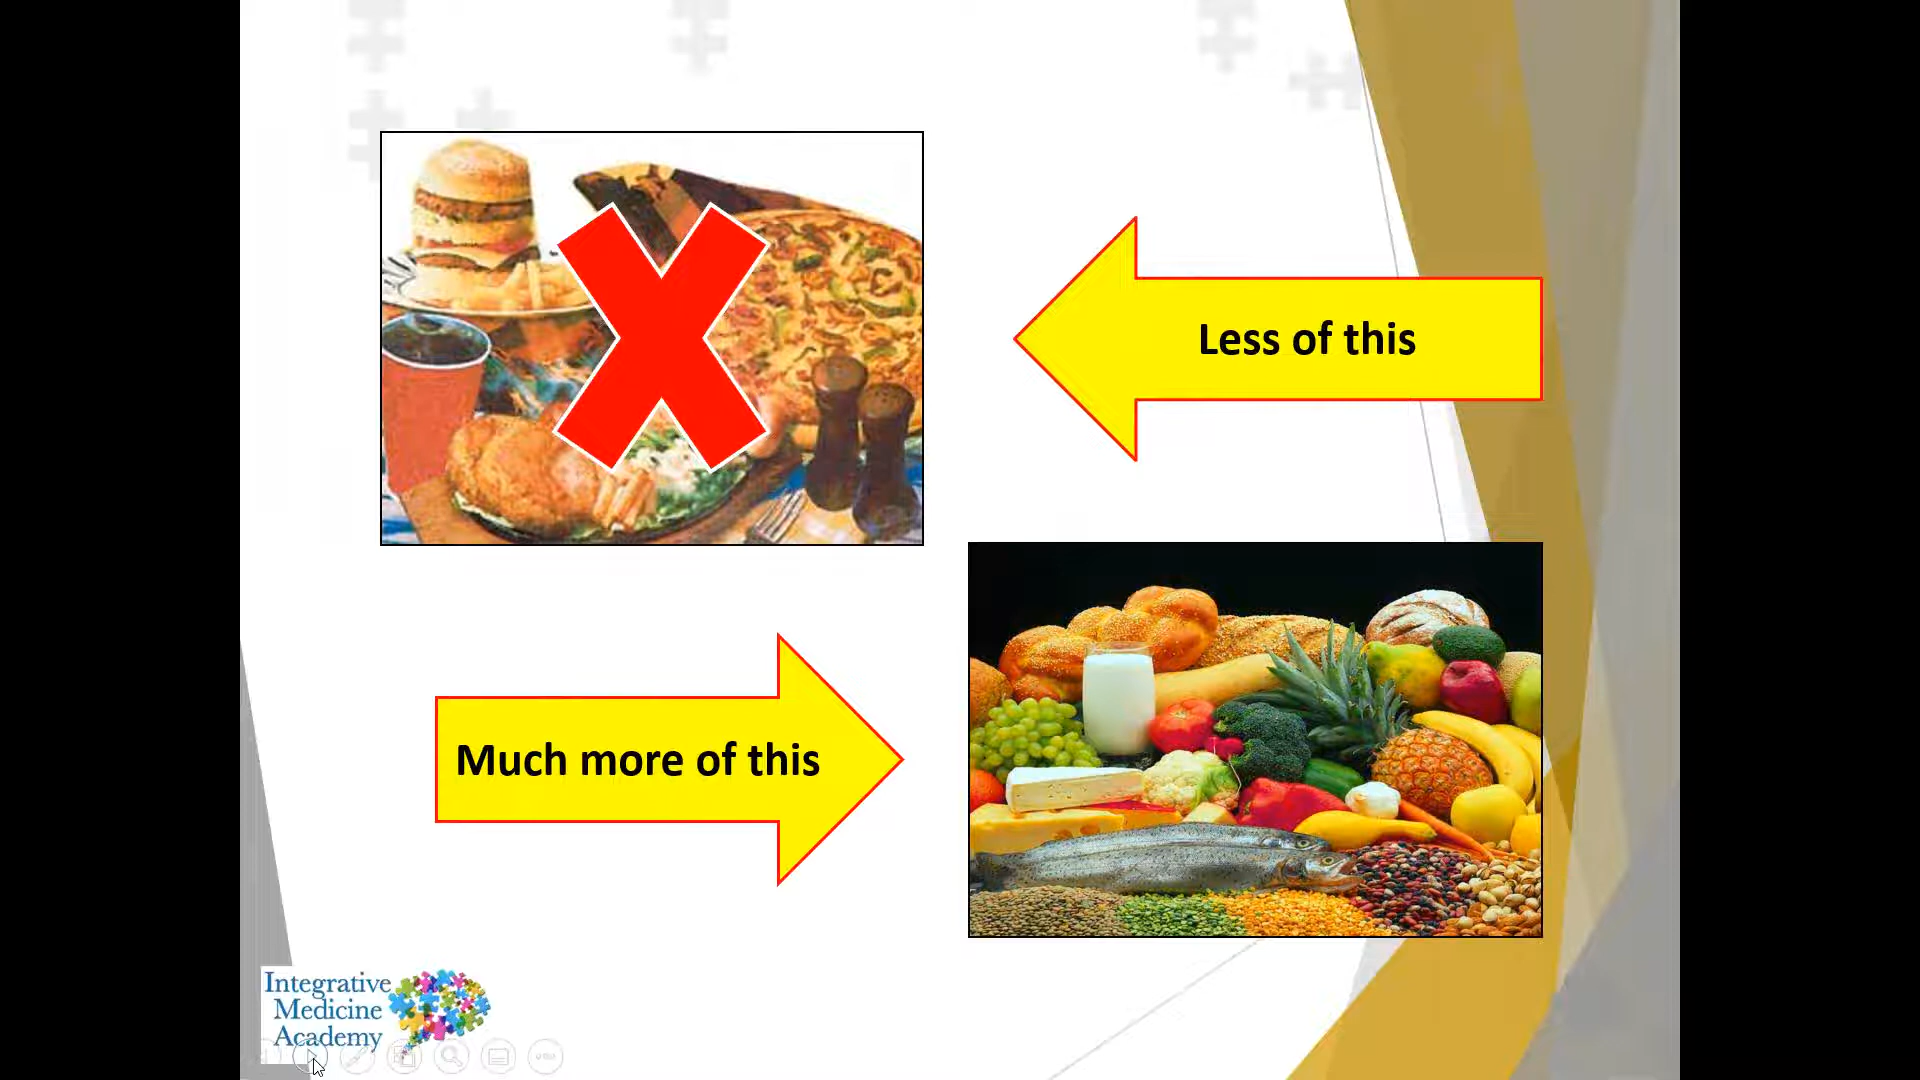 Less of this
Much more of this
Integrative
Medicine
Academy